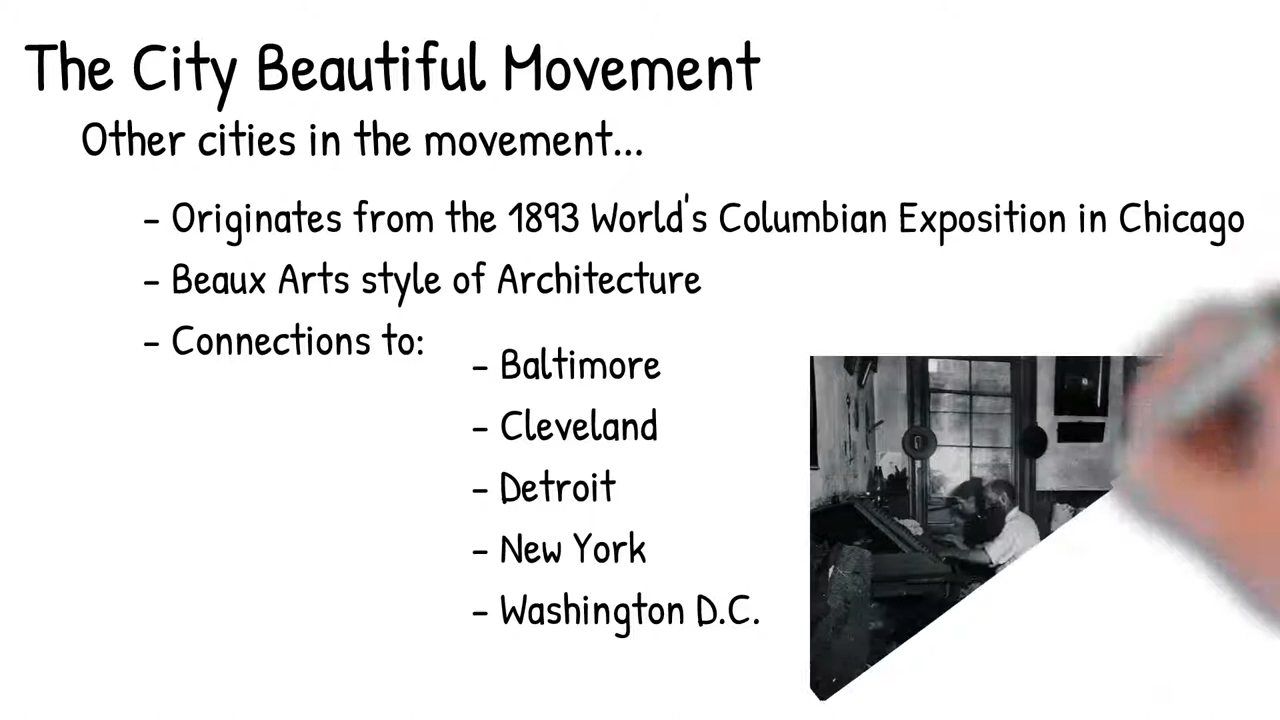 The City Beautiful Movement
Other cities in the movement...
- Originates from the 1893 World's Columbian Exposition in Chicago
- Beaux Arts style of Architecture
- Connections to:
- Baltimore
- Cleveland
- Detroit
- New York
- Washington D.C.